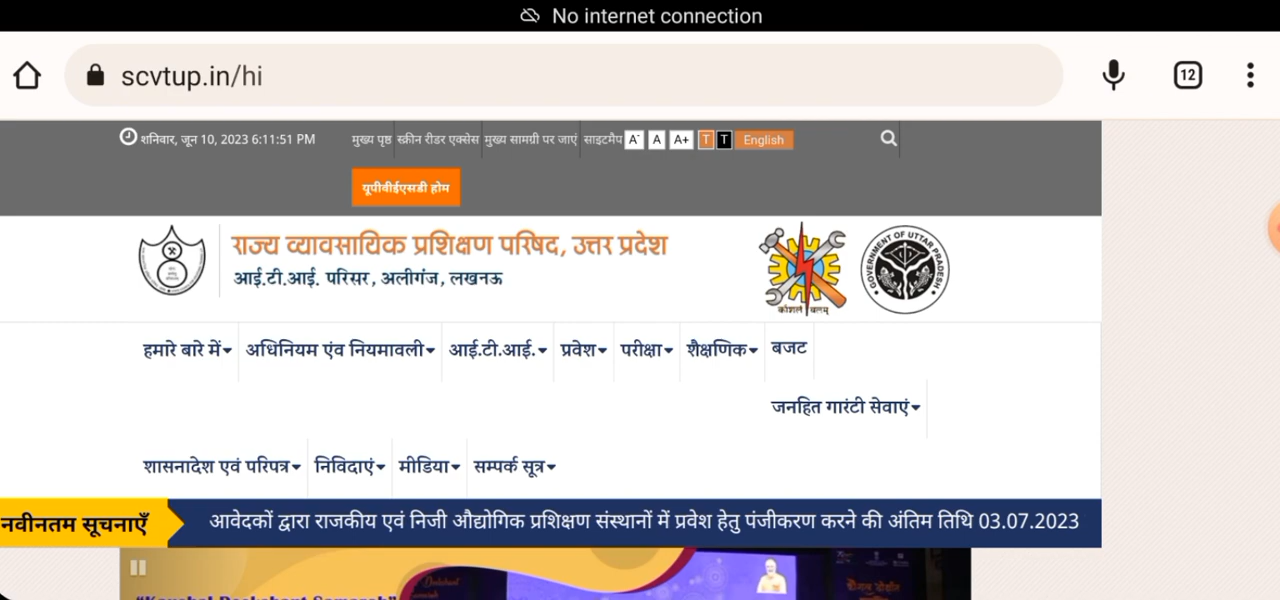 No internet connection
scvtup.in/hi
12
शनिवार, जून 10, 2023 6:11:51 PM मुख्य पृष्ठ स्क्रीन रीडर एक्सेस मुख्य सामग्री पर जाएं साइटमैप A- A A+ T T English
यूपीवीईएसडी होम
राज्य व्यावसायिक प्रशिक्षण परिषद, उत्तर प्रदेश
आई.टी.आई. परिसर, अलीगंज, लखनऊ
कौशलं बलम्
GOVERNMENT OF UTTAR PRADESH
हमारे बारे में अधिनियम एंव नियमावली आई.टी.आई. प्रवेश परीक्षा शैक्षणिक बजट
जनहित गारंटी सेवाएं
शासनादेश एवं परिपत्र निविदाएं मीडिया सम्पर्क सूत्र
नवीनतम सूचनाएँ आवेदकों द्वारा राजकीय एवं निजी औद्योगिक प्रशिक्षण संस्थानों में प्रवेश हेतु पंजीकरण करने की अंतिम तिथि 03.07.2023